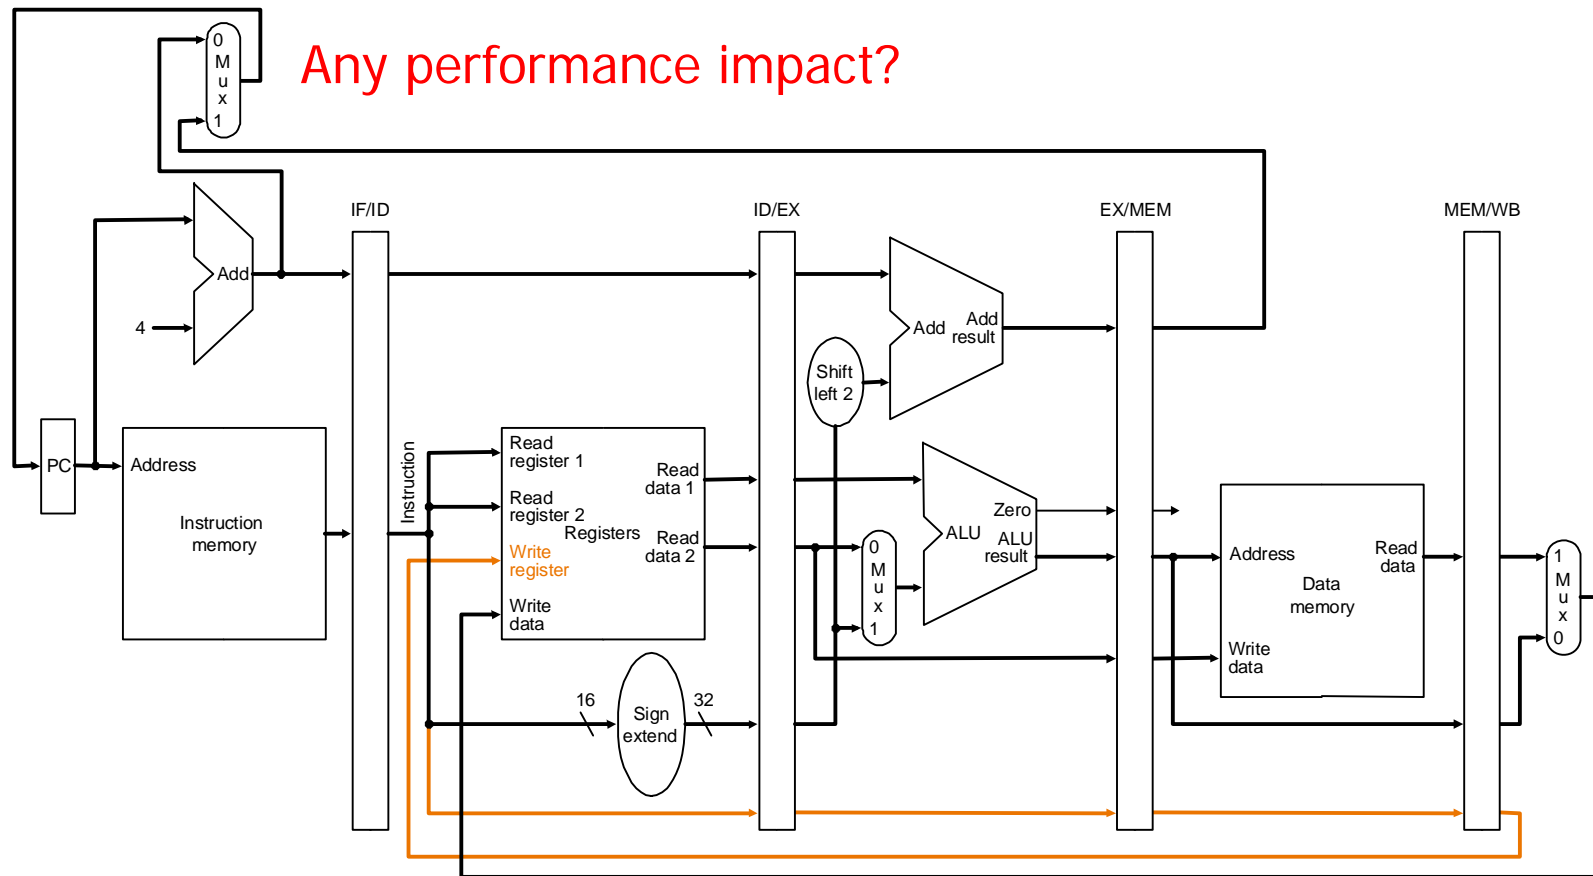 Any performance impact?
0
M
u
x
1
IF/ID
ID/EX
EX/MEM
MEM/WB
Add
4
Add
Add
result
Shift
left 2
PC
Address
Instruction
memory
Instruction
Read
register 1
Read
register 2
Write
register
Write
data
Registers
Read
data 1
Read
data 2
16
Sign
extend
32
0
M
u
x
1
Zero
ALU
ALU
result
Address
Write
data
Data
memory
Read
data
1
M
u
x
0